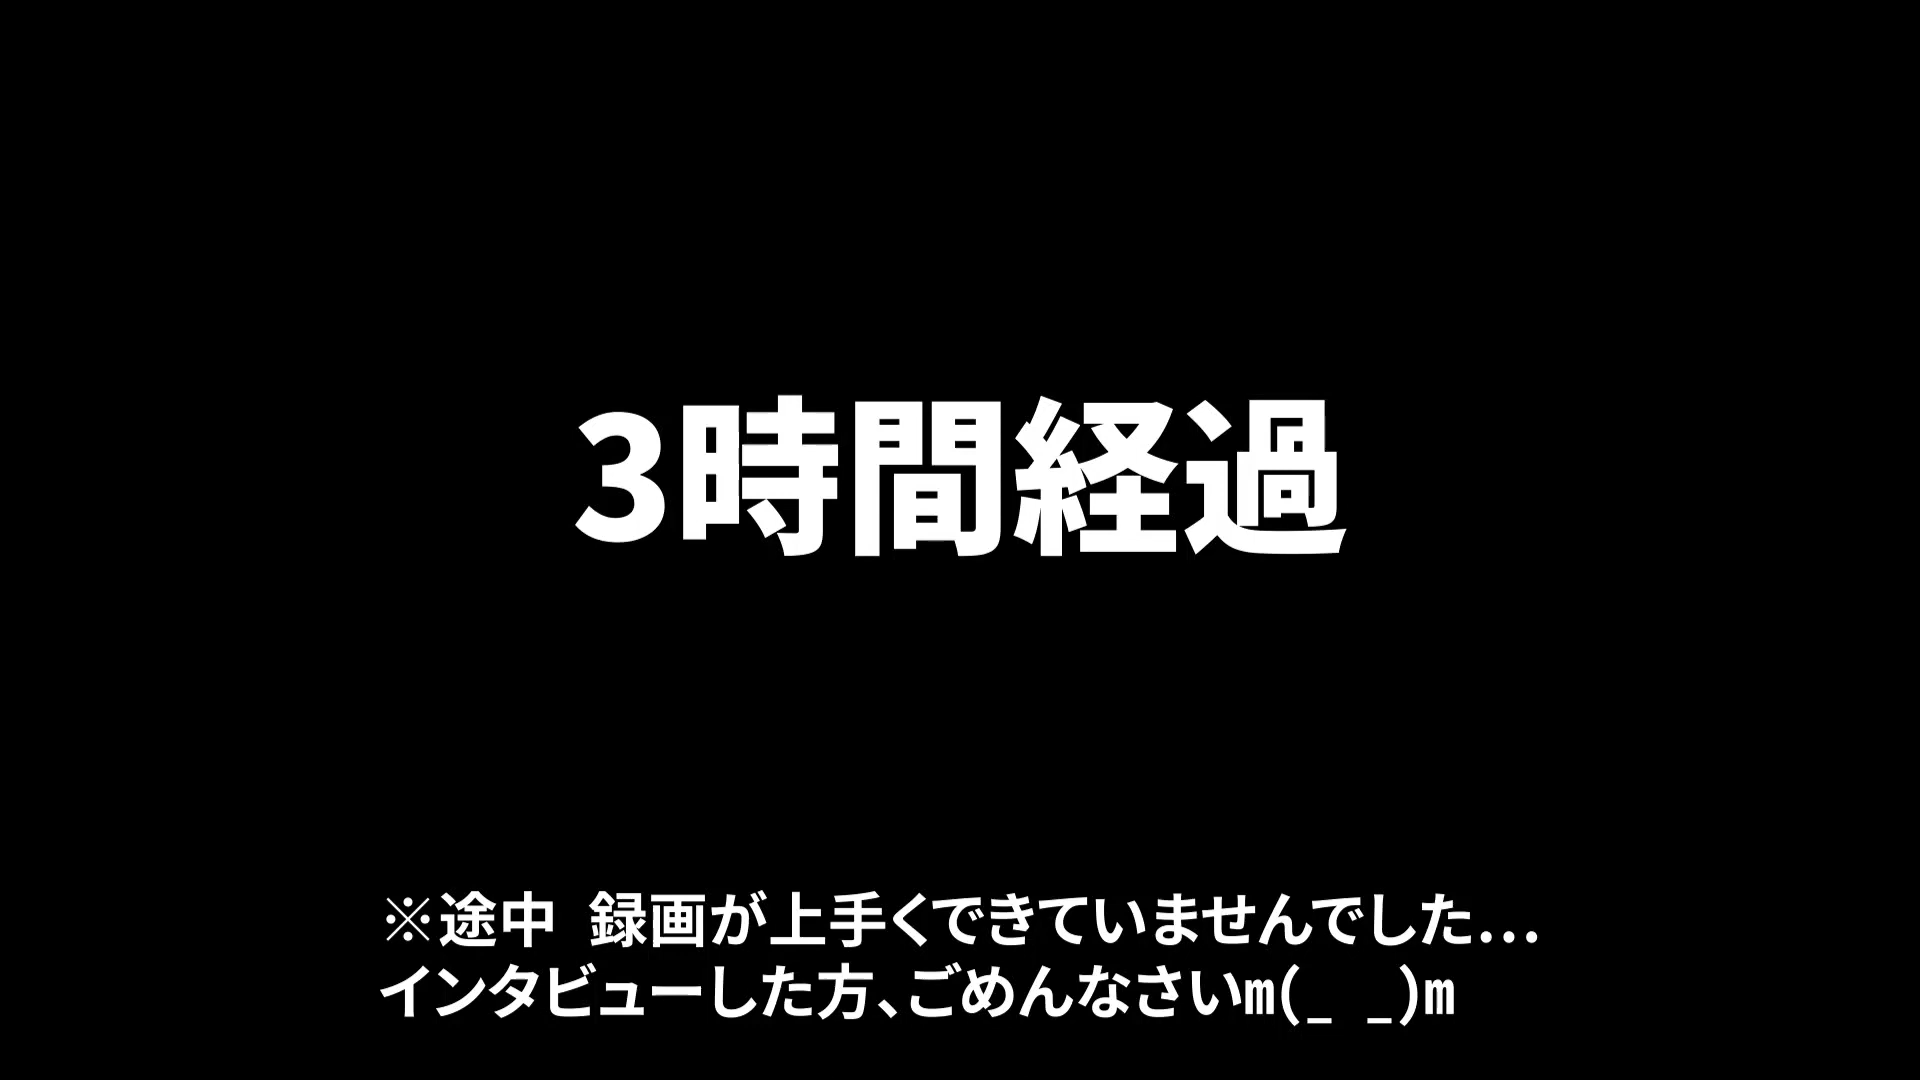 3時間経過
※途中 録画が上手くできていませんでした…
インタビューした方、ごめんなさいm(_ _)m